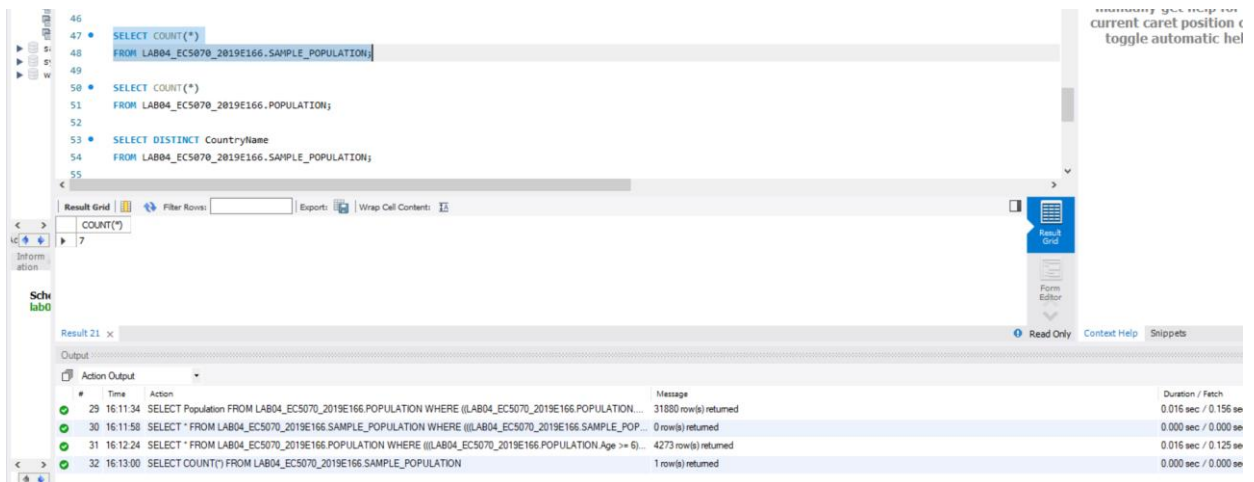 manually get help for
current caret position o
toggle automatic hel
46
47 SELECT COUNT(*)
48 FROM LAB04_EC5070_2019E166.SAMPLE_POPULATION;
49
50 SELECT COUNT(*)
51 FROM LAB04_EC5070_2019E166.POPULATION;
52
53 SELECT DISTINCT CountryName
54 FROM LAB04_EC5070_2019E166.SAMPLE_POPULATION;
55
Result Grid Filter Rows: Export: Wrap Cell Content:
COUNT(*)
7
Result
Grid
Form
Editor
Inform
ation
Sche
lab0
Result 21 × Read Only Context Help Snippets
Output
Action Output
# Time Action Message Duration / Fetch
29 16:11:34 SELECT Population FROM LAB04_EC5070_2019E166.POPULATION WHERE ((LAB04_EC5070_2019E166.POPULATION.... 31880 row(s) returned 0.016 sec / 0.156 se
30 16:11:58 SELECT * FROM LAB04_EC5070_2019E166.SAMPLE_POPULATION WHERE (((LAB04_EC5070_2019E166.SAMPLE_POP... 0 row(s) returned 0.000 sec / 0.000 se
31 16:12:24 SELECT * FROM LAB04_EC5070_2019E166.POPULATION WHERE (((LAB04_EC5070_2019E166.POPULATION.Age >= 6)... 4273 row(s) returned 0.016 sec / 0.125 se
32 16:13:00 SELECT COUNT(*) FROM LAB04_EC5070_2019E166.SAMPLE_POPULATION 1 row(s) returned 0.000 sec / 0.000 se